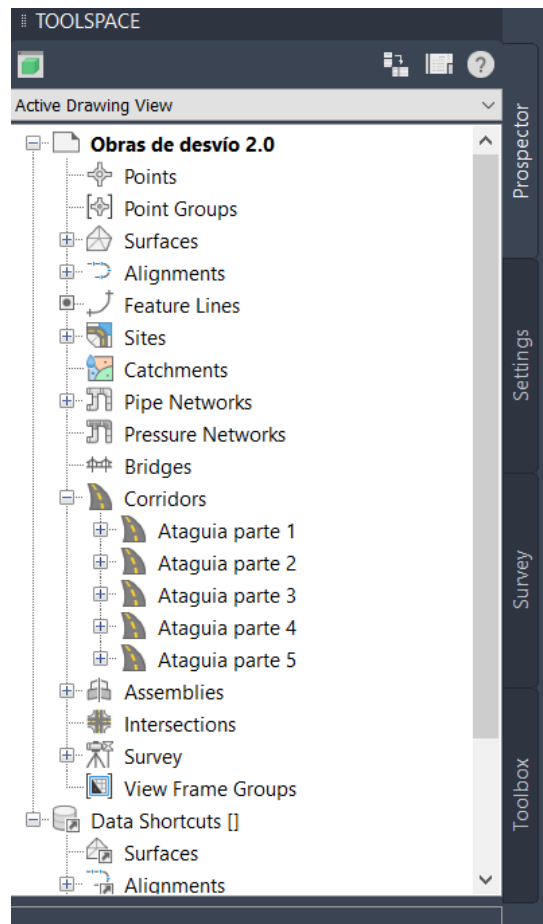 TOOLSPACE
Active Drawing View
Obras de desvío 2.0
Points
Point Groups
Surfaces
Alignments
Feature Lines
Sites
Catchments
Pipe Networks
Pressure Networks
Bridges
Corridors
Ataguia parte 1
Ataguia parte 2
Ataguia parte 3
Ataguia parte 4
Ataguia parte 5
Assemblies
Intersections
Survey
View Frame Groups
Data Shortcuts []
Surfaces
Alignments
Prospector
Settings
Survey
Toolbox